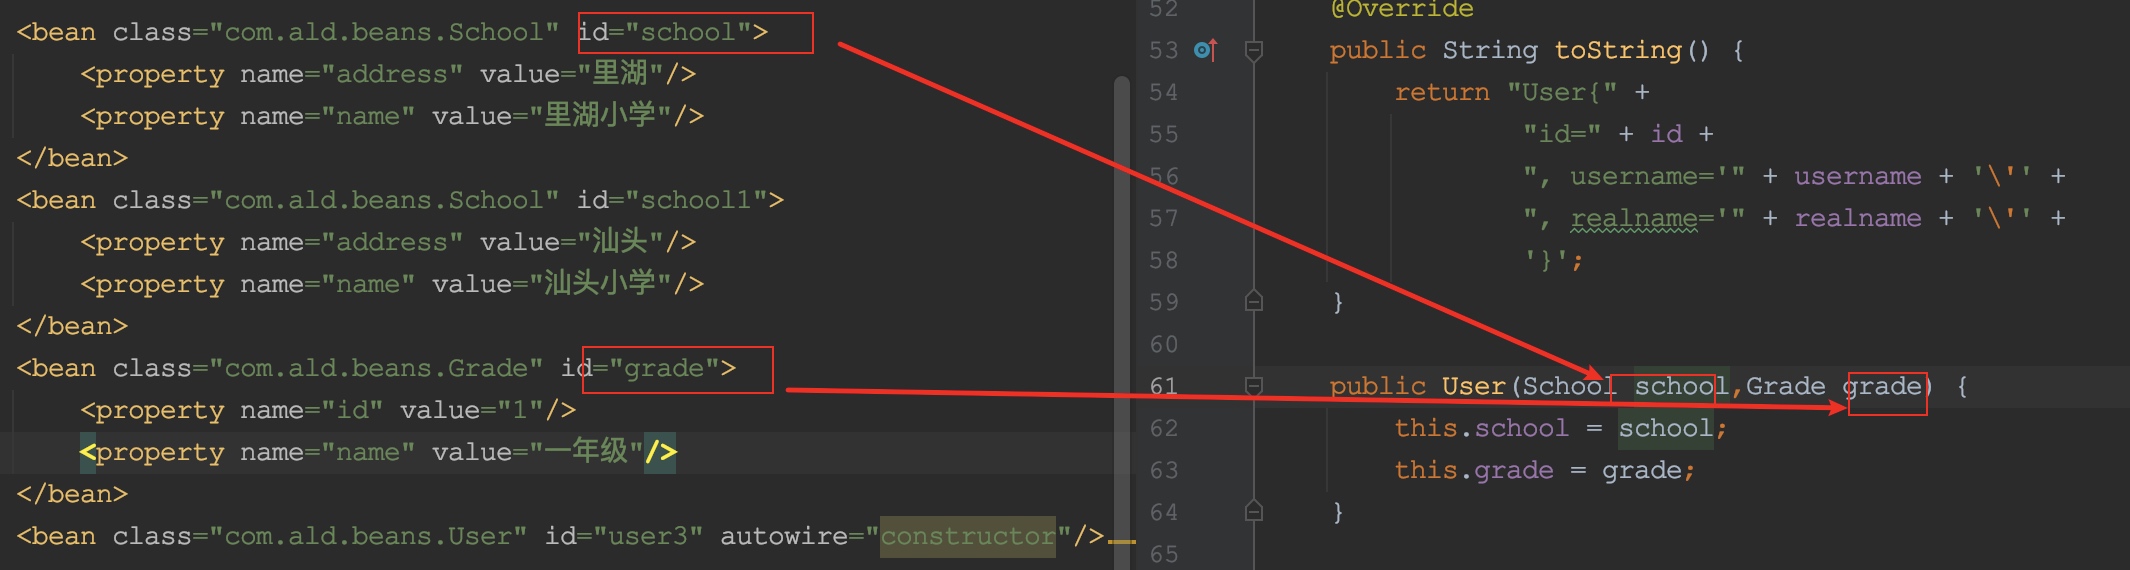 <bean class="com.ald.beans.School" id="school">
<property name="address" value="里湖"/>
<property name="name" value="里湖小学"/>
</bean>
<bean class="com.ald.beans.School" id="school1">
<property name="address" value="汕头"/>
<property name="name" value="汕头小学"/>
</bean>
<bean class="com.ald.beans.Grade" id="grade">
<property name="id" value="1"/>
<property name="name" value="一年级"/>
</bean>
<bean class="com.ald.beans.User" id="user3" autowire="constructor"/>
52 @Override
53 public String toString() {
54 return "User{" +
55 "id=" + id +
56 ", username='" + username + '\'' +
57 ", realname='" + realname + '\'' +
58 '}';
59 }
60
61 public User(School school,Grade grade) {
62 this.school = school;
63 this.grade = grade;
64 }
65